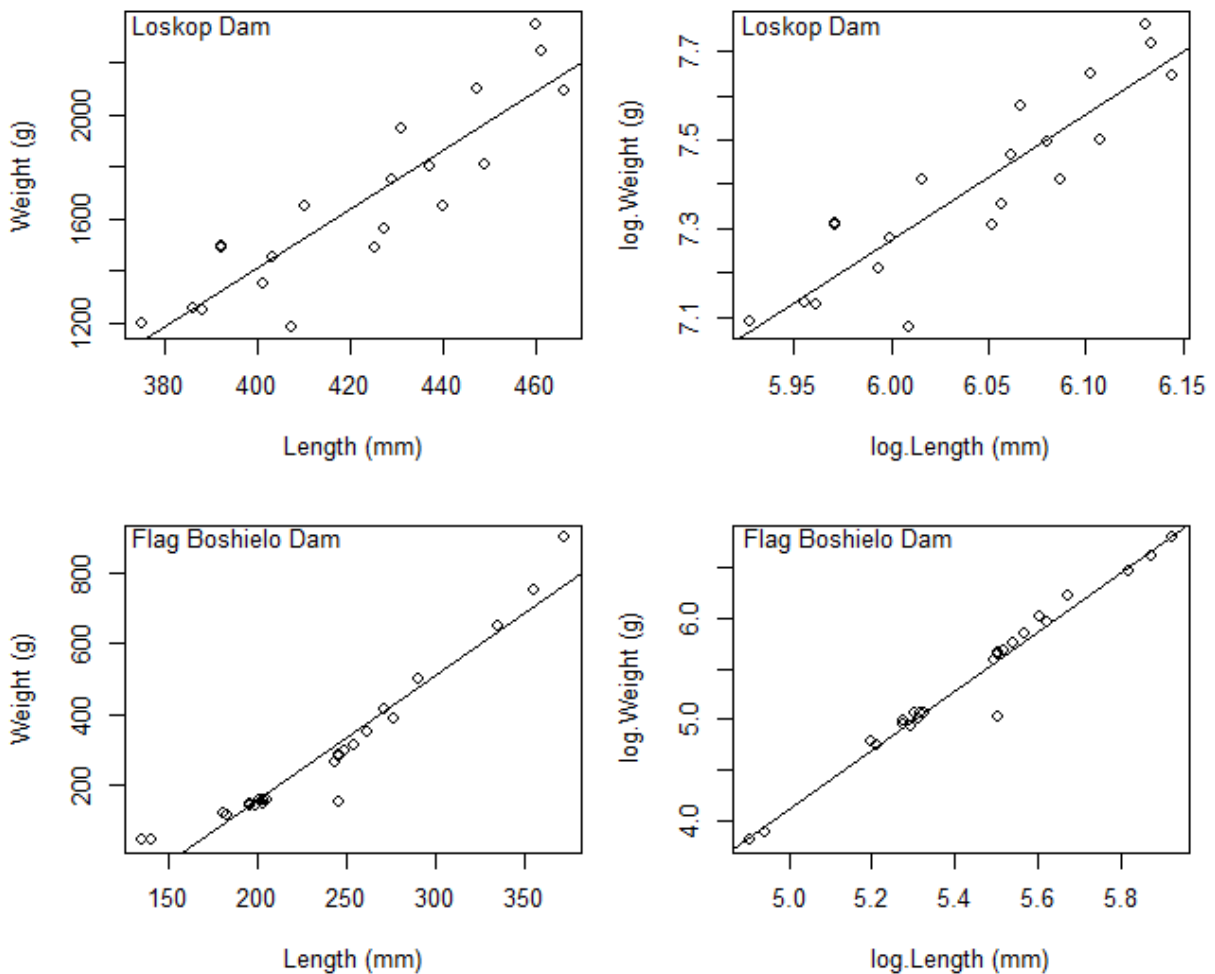 Loskop Dam
Weight (g)
2000
1600
1200
380 400 420 440 460
Length (mm)
Loskop Dam
log.Weight (g)
7.7
7.5
7.3
7.1
5.95 6.00 6.05 6.10 6.15
log.Length (mm)
Flag Boshielo Dam
Weight (g)
800
600
400
200
150 200 250 300 350
Length (mm)
Flag Boshielo Dam
log.Weight (g)
6.0
5.0
4.0
5.0 5.2 5.4 5.6 5.8
log.Length (mm)